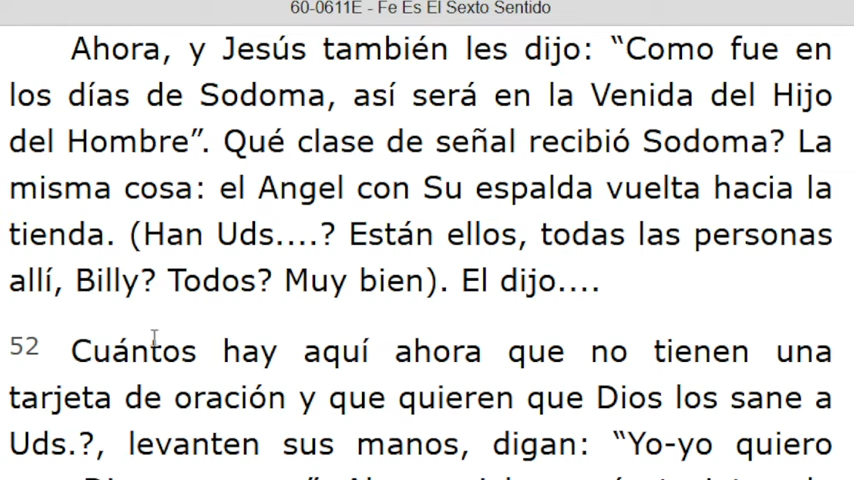 60-0611E - Fe Es El Sexto Sentido
Ahora, y Jesús también les dijo: “Como fue en
los días de Sodoma, así será en la Venida del Hijo
del Hombre”. Qué clase de señal recibió Sodoma? La
misma cosa: el Angel con Su espalda vuelta hacia la
tienda. (Han Uds....? Están ellos, todas las personas
allí, Billy? Todos? Muy bien). El dijo....
52 Cuántos hay aquí ahora que no tienen una
tarjeta de oración y que quieren que Dios los sane a
Uds.?, levanten sus manos, digan: “Yo-yo quiero